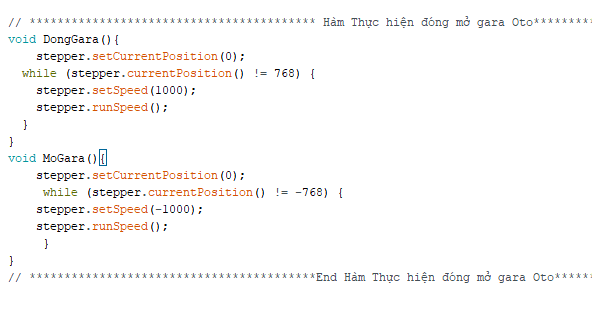 // ***************************************** Hàm Thực hiện đóng mở gara Oto*********
void DongGara(){
stepper.setCurrentPosition(0);
while (stepper.currentPosition() != 768) {
stepper.setSpeed(1000);
stepper.runSpeed();
}
}
void MoGara(){
stepper.setCurrentPosition(0);
while (stepper.currentPosition() != -768) {
stepper.setSpeed(-1000);
stepper.runSpeed();
}
}
// *****************************************End Hàm Thực hiện đóng mở gara Oto******